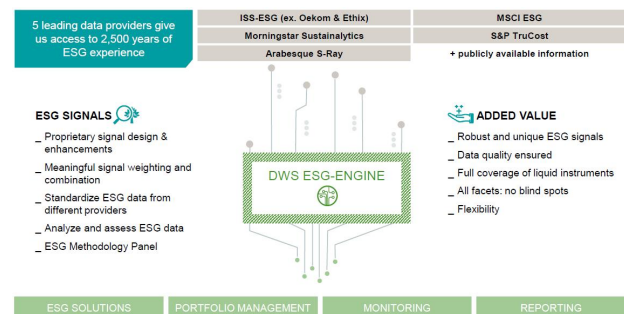 5 leading data providers give
us access to 2,500 years of
ESG experience
ISS-ESG (ex. Oekom & Ethix)
MSCI ESG
Morningstar Sustainalytics
S&P TruCost
Arabesque S-Ray
+ publicly available information
ESG SIGNALS
_ Proprietary signal design &
enhancements
_ Meaningful signal weighting and
combination
_ Standardize ESG data from
different providers
_ Analyze and assess ESG data
_ ESG Methodology Panel
DWS ESG-ENGINE
ADDED VALUE
_ Robust and unique ESG signals
_ Data quality ensured
_ Full coverage of liquid instruments
_ All facets: no blind spots
_ Flexibility
ESG SOLUTIONS
PORTFOLIO MANAGEMENT
MONITORING
REPORTING